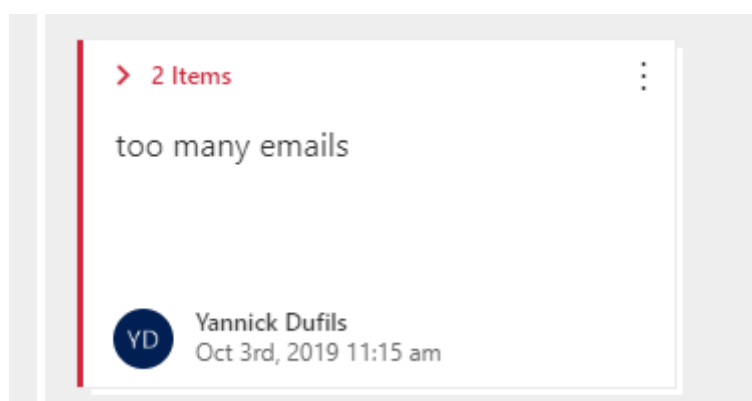 2 Items
too many emails
YD
Yannick Dufils
Oct 3rd, 2019 11:15 am